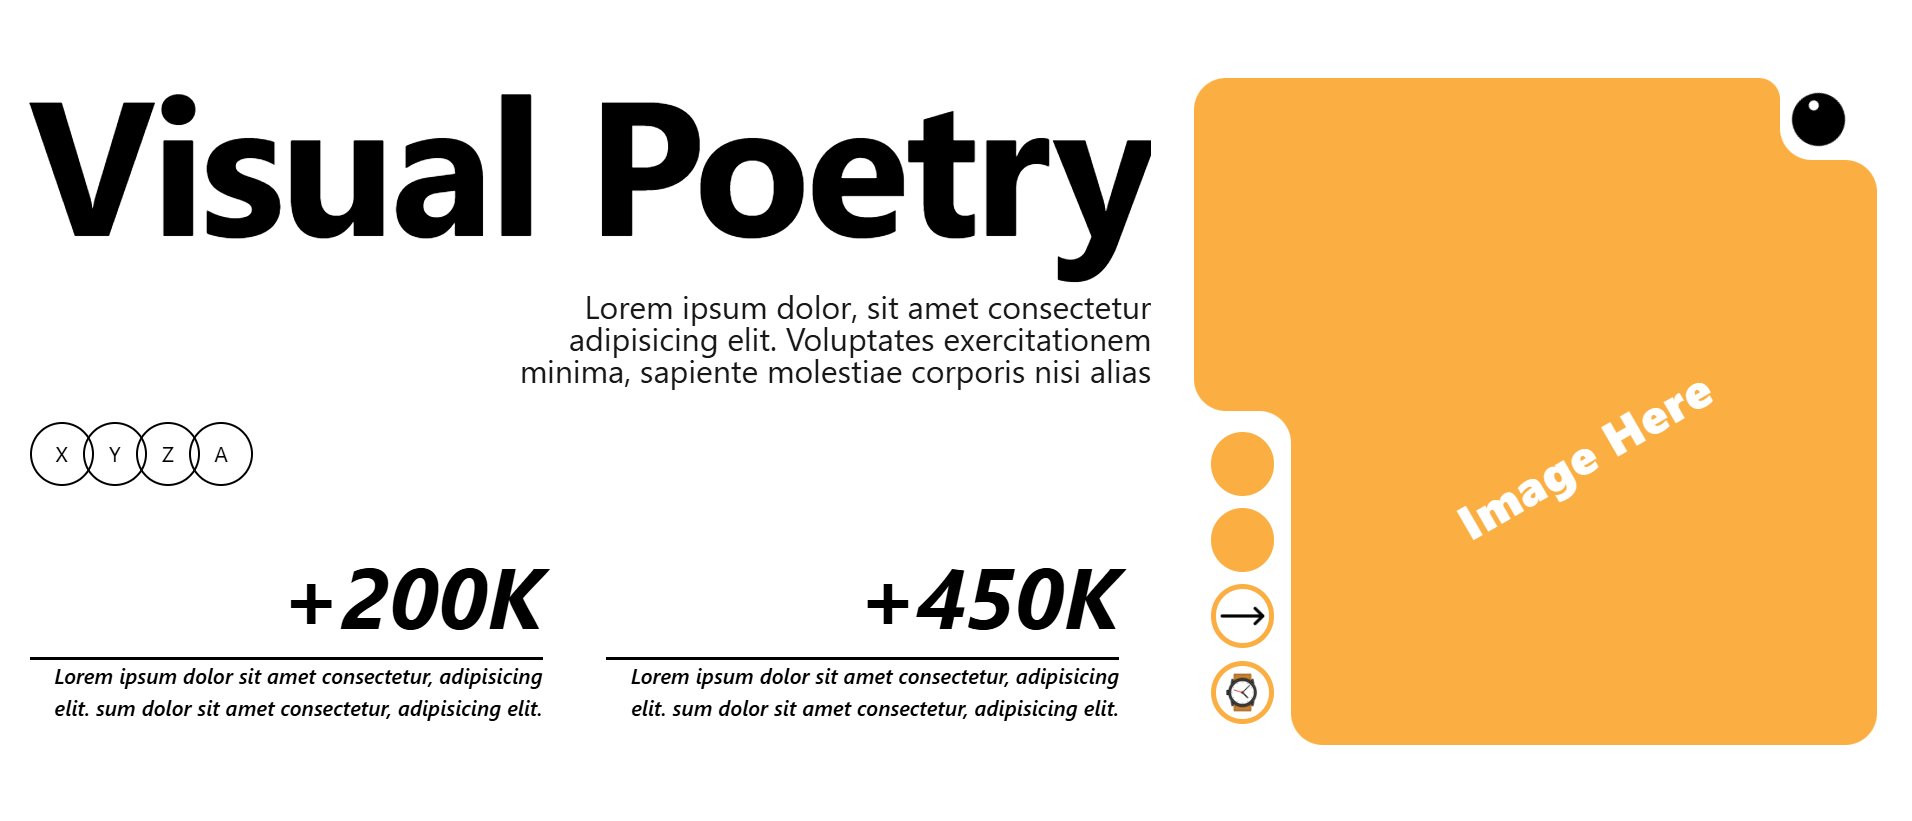 Visual Poetry
Lorem ipsum dolor, sit amet consectetur
adipisicing elit. Voluptates exercitationem
minima, sapiente molestiae corporis nisi alias
X Y Z A
+200K
Lorem ipsum dolor sit amet consectetur, adipisicing
elit. sum dolor sit amet consectetur, adipisicing elit.
+450K
Lorem ipsum dolor sit amet consectetur, adipisicing
elit. sum dolor sit amet consectetur, adipisicing elit.
Image Here